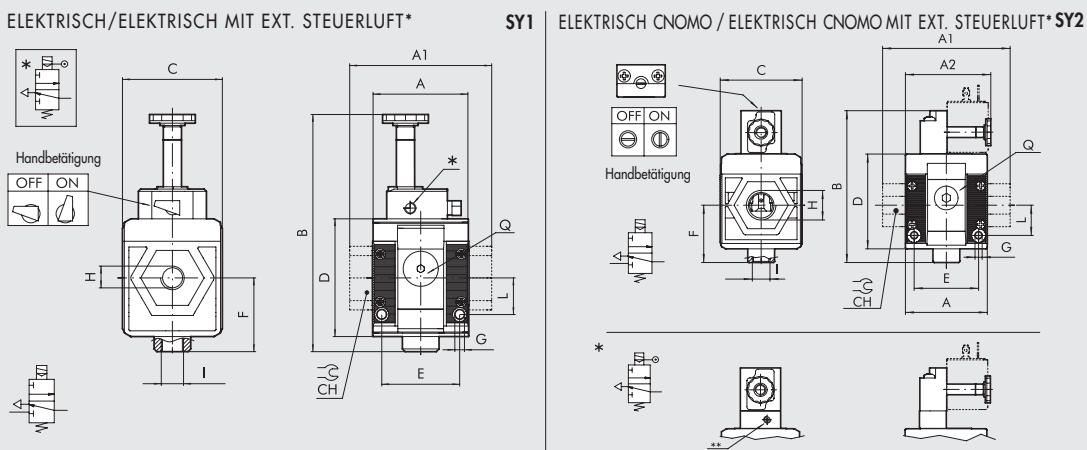 ELEKTRISCH/ELEKTRISCH MIT EXT. STEUERLUFT* SY1
*
C
Handbetätigung
OFF ON
H
F
I
A1
A
*
B
Q
D
L
G
CH
E
ELEKTRISCH CNOMO / ELEKTRISCH CNOMO MIT EXT. STEUERLUFT* SY2
C
OFF ON
Handbetätigung
H
F
I
A1
A2
B
Q
D
L
G
CH
E
A
*
**